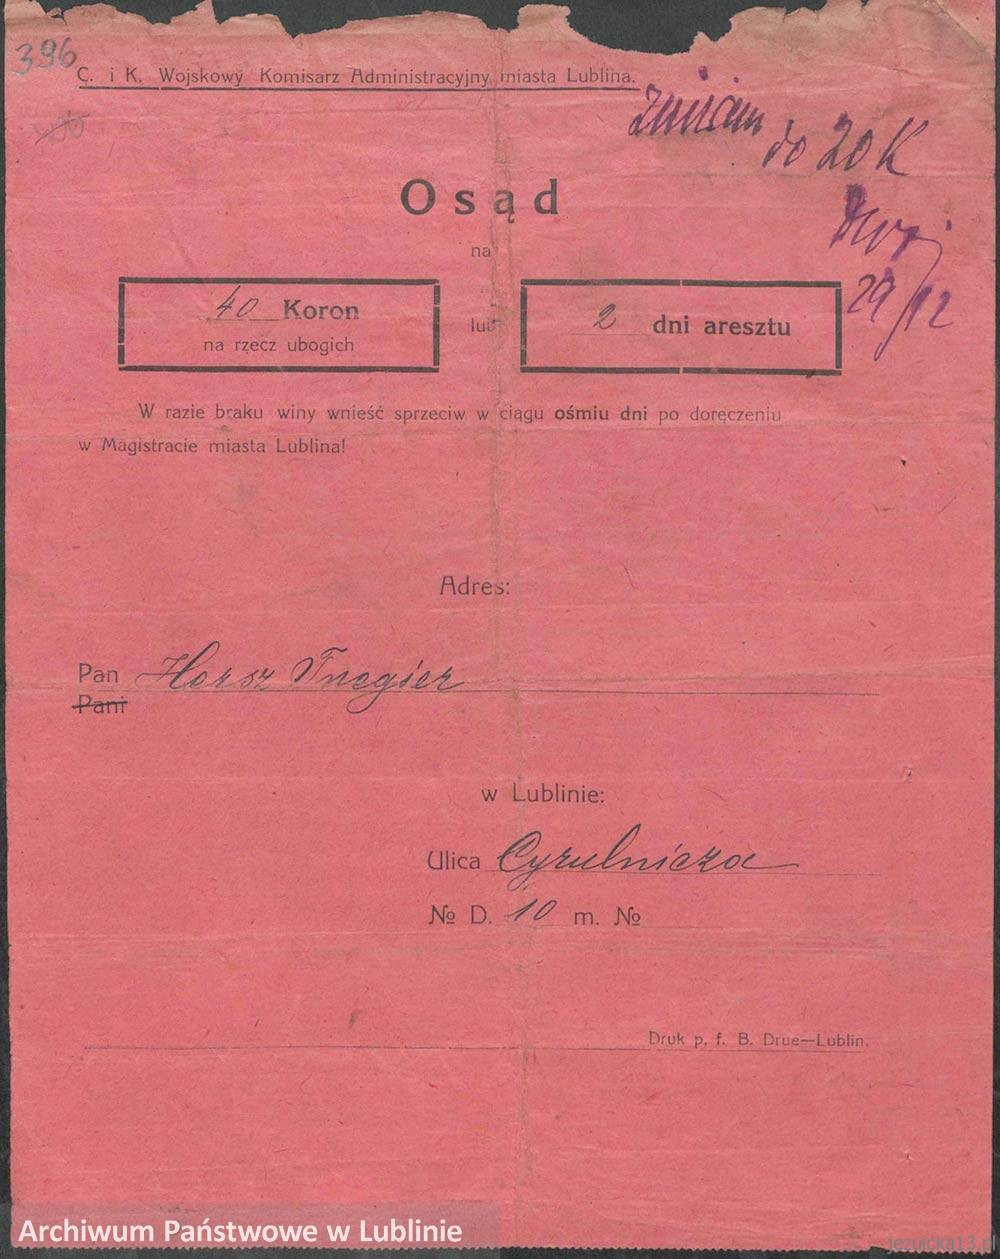 396
C. i K. Wojskowy Komisarz Administracyjny miasta Lublina.
do 20 K
29/12
Osąd
na
40 Koron
na rzecz ubogich
lub
2 dni aresztu
W razie braku winy wnieść sprzeciw w ciągu ośmiu dni po doręczeniu
w Magistracie miasta Lublina!
Adres:
Pan Hersz
Pani
w Lublinie:
Ulica Cyrulnicza
№ D. 10 m. №
Druk p. f. B. Drue—Lublin.
Archiwum Państwowe w Lublinie
jezuicka13.pl